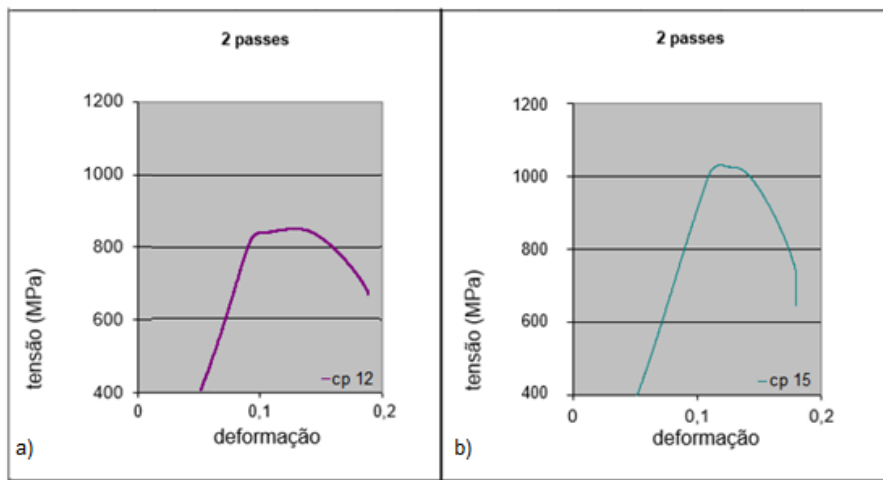 2 passes
1200
1000
800
600
400
0
0,1
0,2
tensão (MPa)
deformação
cp 12
a)
2 passes
1200
1000
800
600
400
0
0,1
0,2
tensão (MPa)
deformação
cp 15
b)